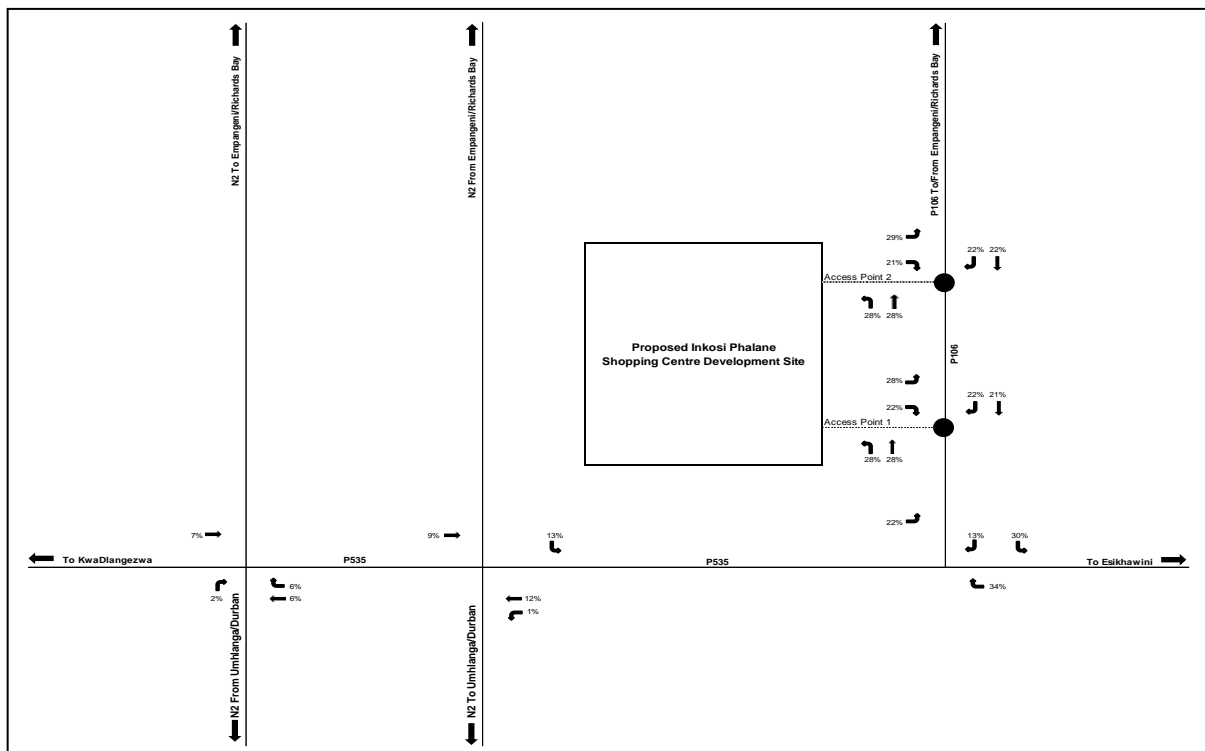 N2 To Empangeni/Richards Bay
N2 From Empangeni/Richards Bay
P106 To/From Empangeni/Richards Bay
29%
22% 22%
21%
Access Point 2
28% 28%
Proposed Inkosi Phalane
Shopping Centre Development Site
P106
28%
22% 21%
22%
Access Point 1
28% 28%
22%
7%
9%
13%
13% 30%
To KwaDlangezwa
P535
P535
To Esikhawini
2%
6%
6%
12%
1%
34%
N2 From Umhlanga/Durban
N2 To Umhlanga/Durban